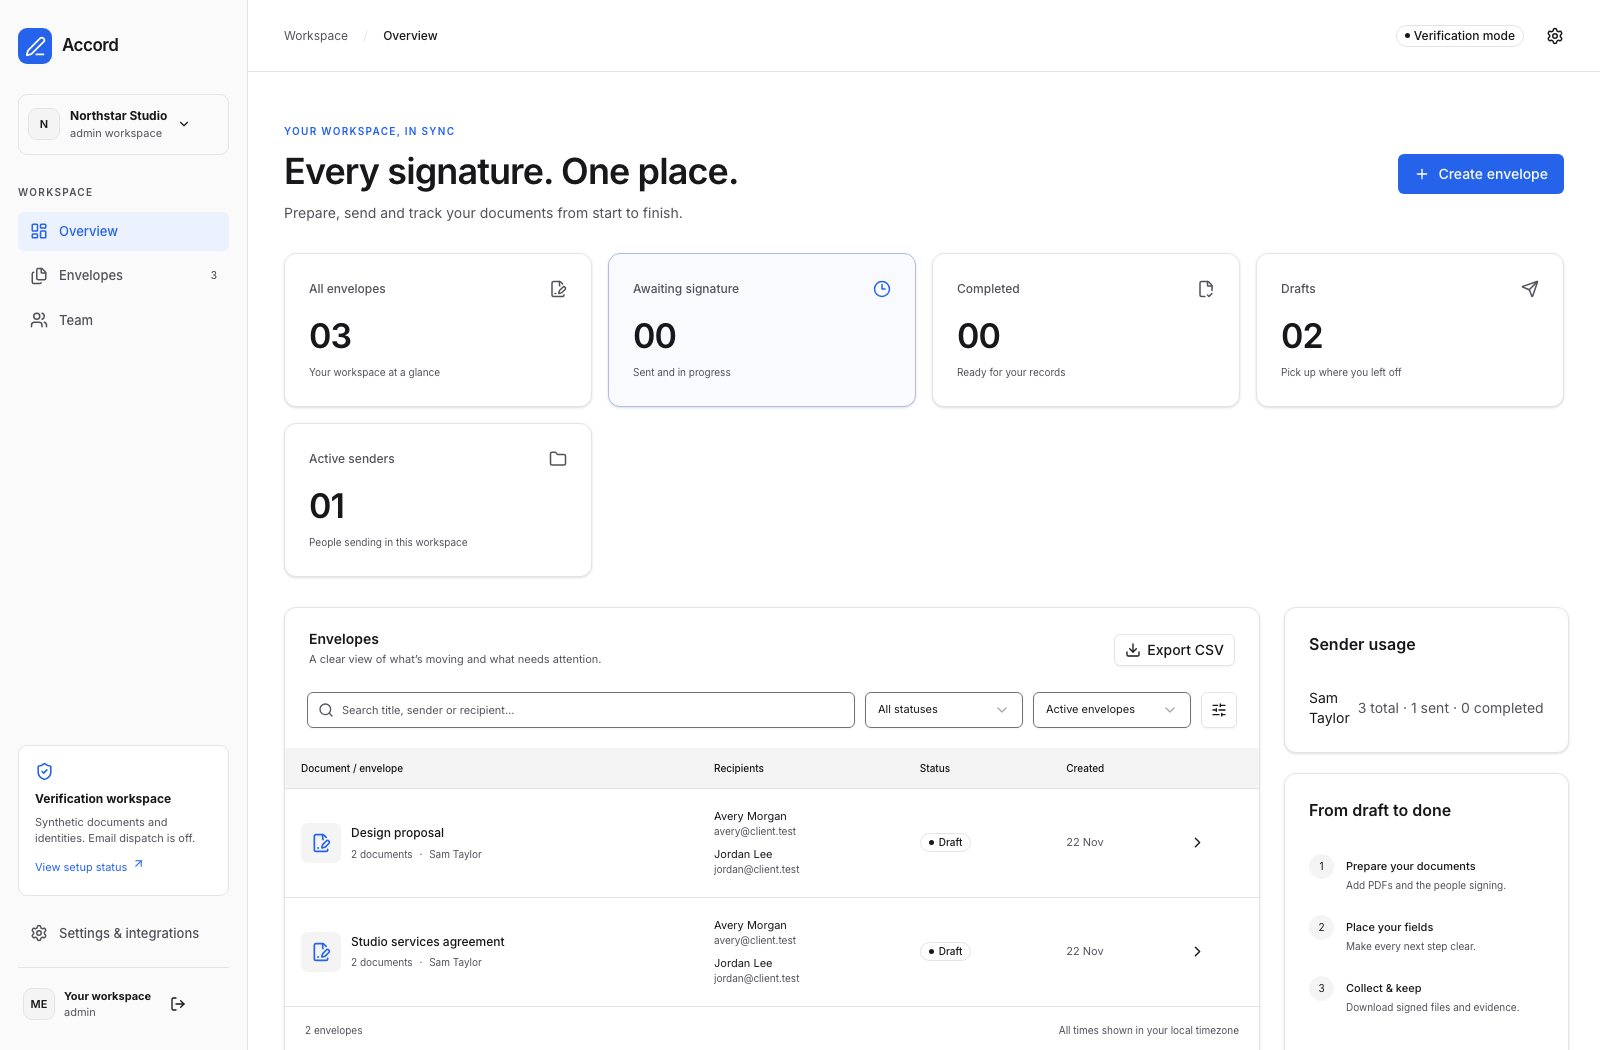 Accord
N
Northstar Studio
admin workspace
WORKSPACE
Overview
Envelopes
3
Team
Verification workspace
Synthetic documents and
identities. Email dispatch is off.
View setup status
Settings & integrations
ME
Your workspace
admin
Workspace / Overview
Verification mode
YOUR WORKSPACE, IN SYNC
Every signature. One place.
Prepare, send and track your documents from start to finish.
Create envelope
All envelopes
03
Your workspace at a glance
Awaiting signature
00
Sent and in progress
Completed
00
Ready for your records
Drafts
02
Pick up where you left off
Active senders
01
People sending in this workspace
Envelopes
A clear view of what’s moving and what needs attention.
Export CSV
Search title, sender or recipient...
All statuses
Active envelopes
Document / envelope
Recipients
Status
Created
Design proposal
2 documents · Sam Taylor
Avery Morgan
avery@client.test
Jordan Lee
jordan@client.test
Draft
22 Nov
Studio services agreement
2 documents · Sam Taylor
Avery Morgan
avery@client.test
Jordan Lee
jordan@client.test
Draft
22 Nov
2 envelopes
All times shown in your local timezone
Sender usage
Sam
Taylor
3 total · 1 sent · 0 completed
From draft to done
1
Prepare your documents
Add PDFs and the people signing.
2
Place your fields
Make every next step clear.
3
Collect & keep
Download signed files and evidence.